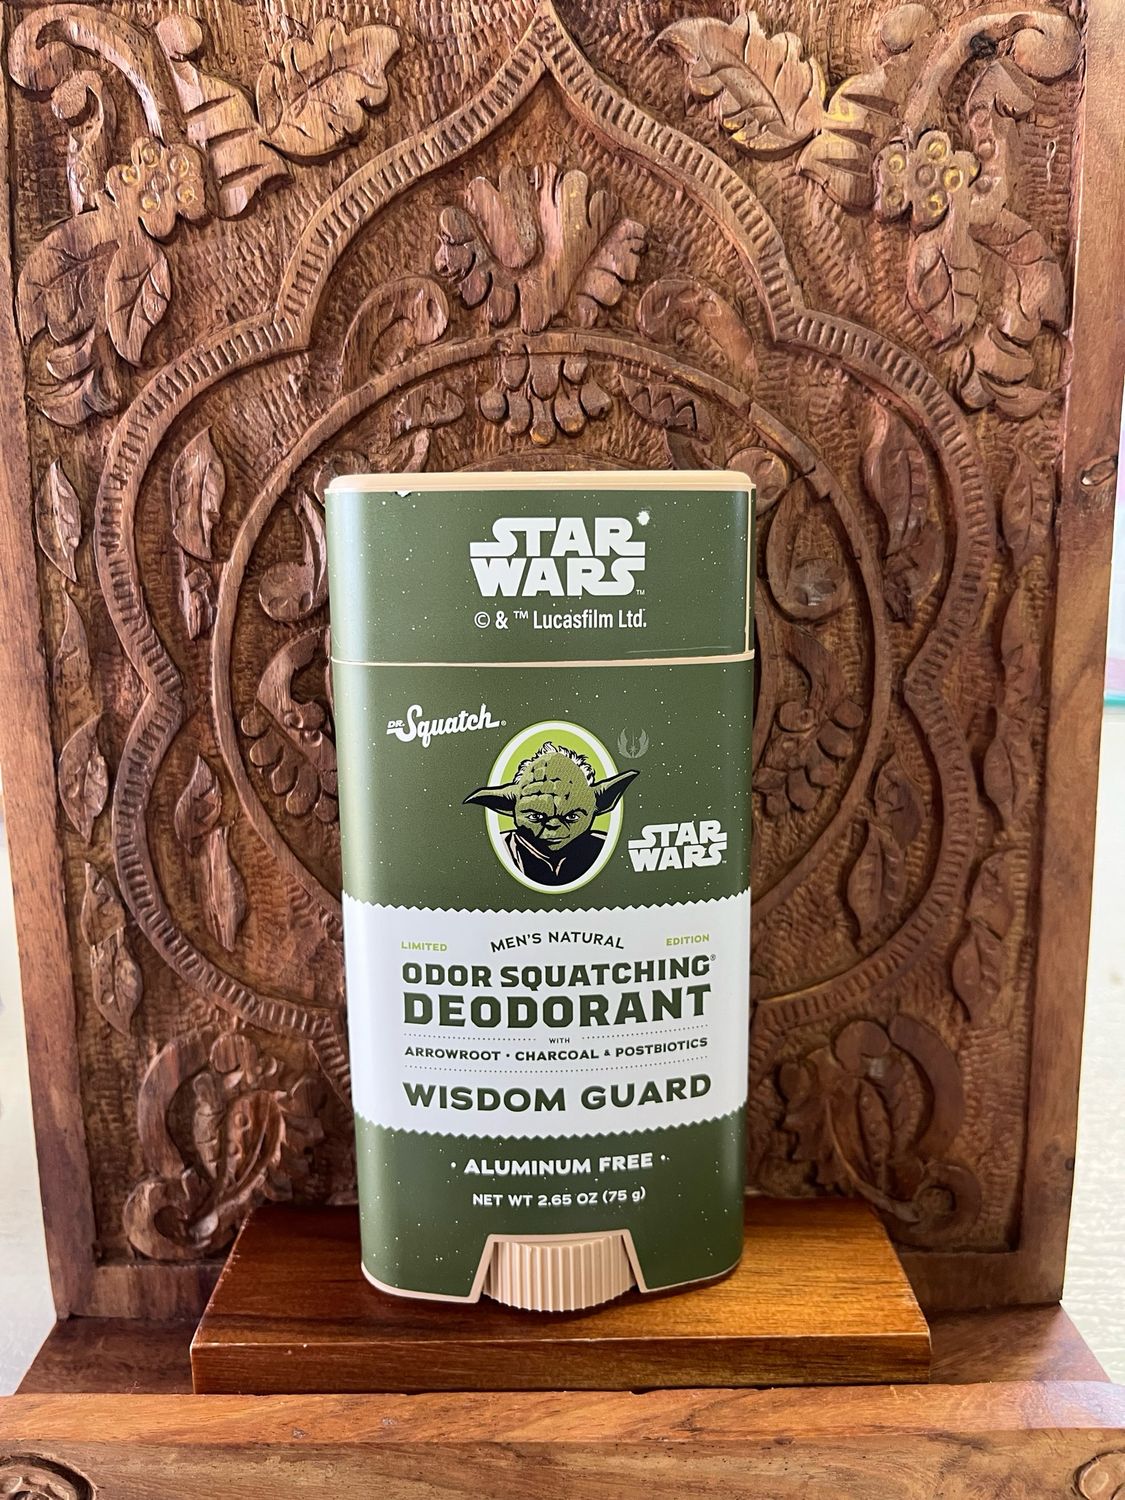 STAR
WARS™
© & ™ Lucasfilm Ltd.
DR. Squatch®
STAR
WARS
LIMITED MEN'S NATURAL EDITION
ODOR SQUATCHING®
DEODORANT
WITH
ARROWROOT • CHARCOAL & POSTBIOTICS
WISDOM GUARD
• ALUMINUM FREE •
NET WT 2.65 OZ (75 g)